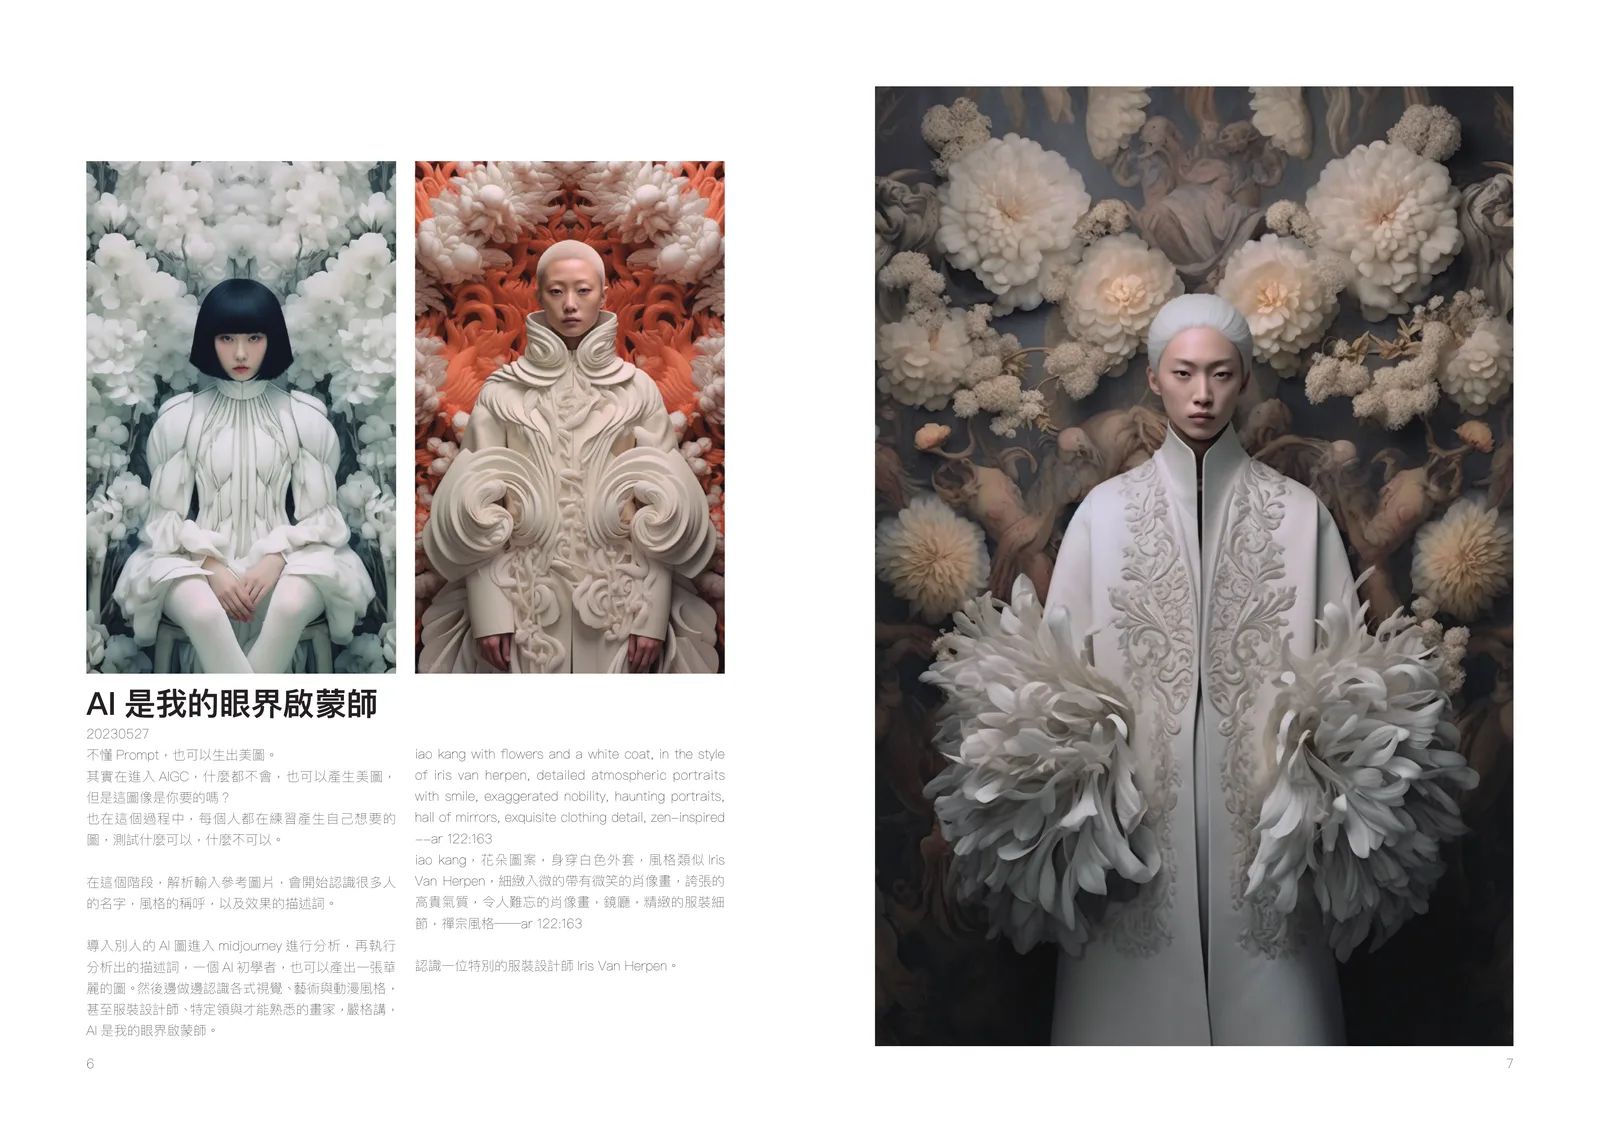 AI 是我的眼界啟蒙師
20230527
不懂 Prompt，也可以生出美圖。
其實在進入 AIGC，什麼都不會，也可以產生美圖，
但是這圖像是你要的嗎？
也在這個過程中，每個人都在練習產生自己想要的
圖，測試什麼可以，什麼不可以。
在這個階段，解析輸入參考圖片，會開始認識很多人
的名字，風格的稱呼，以及效果的描述詞。
導入別人的 AI 圖進入 midjourney 進行分析，再執行
分析出的描述詞，一個 AI 初學者，也可以產出一張華
麗的圖。然後邊做邊認識各式視覺、藝術與動漫風格，
甚至服裝設計師、特定領與才能熟悉的畫家，嚴格講，
AI 是我的眼界啟蒙師。
iao kang with flowers and a white coat, in the style
of iris van herpen, detailed atmospheric portraits
with smile, exaggerated nobility, haunting portraits,
hall of mirrors, exquisite clothing detail, zen-inspired
--ar 122:163
iao kang，花朵圖案，身穿白色外套，風格類似 Iris
Van Herpen，細緻入微的帶有微笑的肖像畫，誇張的
高貴氣質，令人難忘的肖像畫，鏡廳，精緻的服裝細
節，禪宗風格——ar 122:163
認識一位特別的服裝設計師 Iris Van Herpen。
6
7